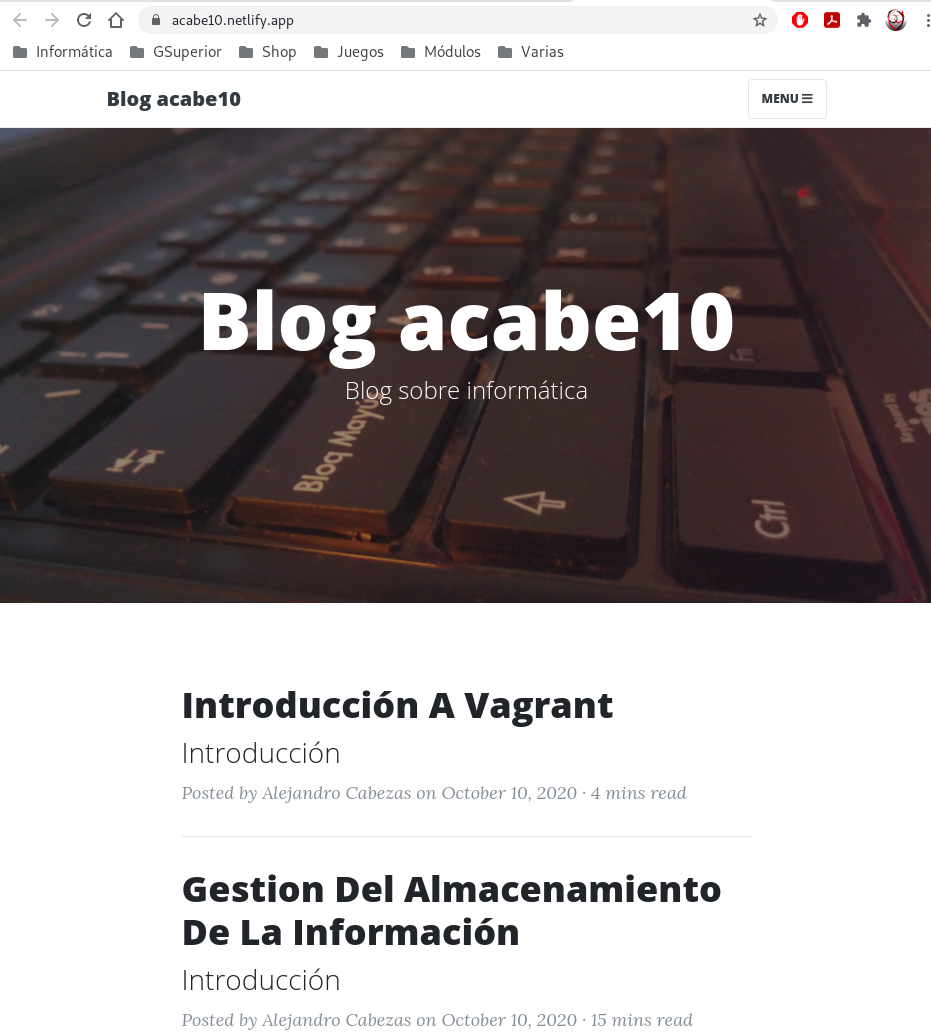 acabe10.netlify.app
Informática GSuperior Shop Juegos Módulos Varias
Blog acabe10
MENU
Blog acabe10
Blog sobre informática
Bloq Mayús
Ctrl
Introducción A Vagrant
Introducción
Posted by Alejandro Cabezas on October 10, 2020 · 4 mins read
Gestion Del Almacenamiento
De La Información
Introducción
Posted by Alejandro Cabezas on October 10, 2020 · 15 mins read